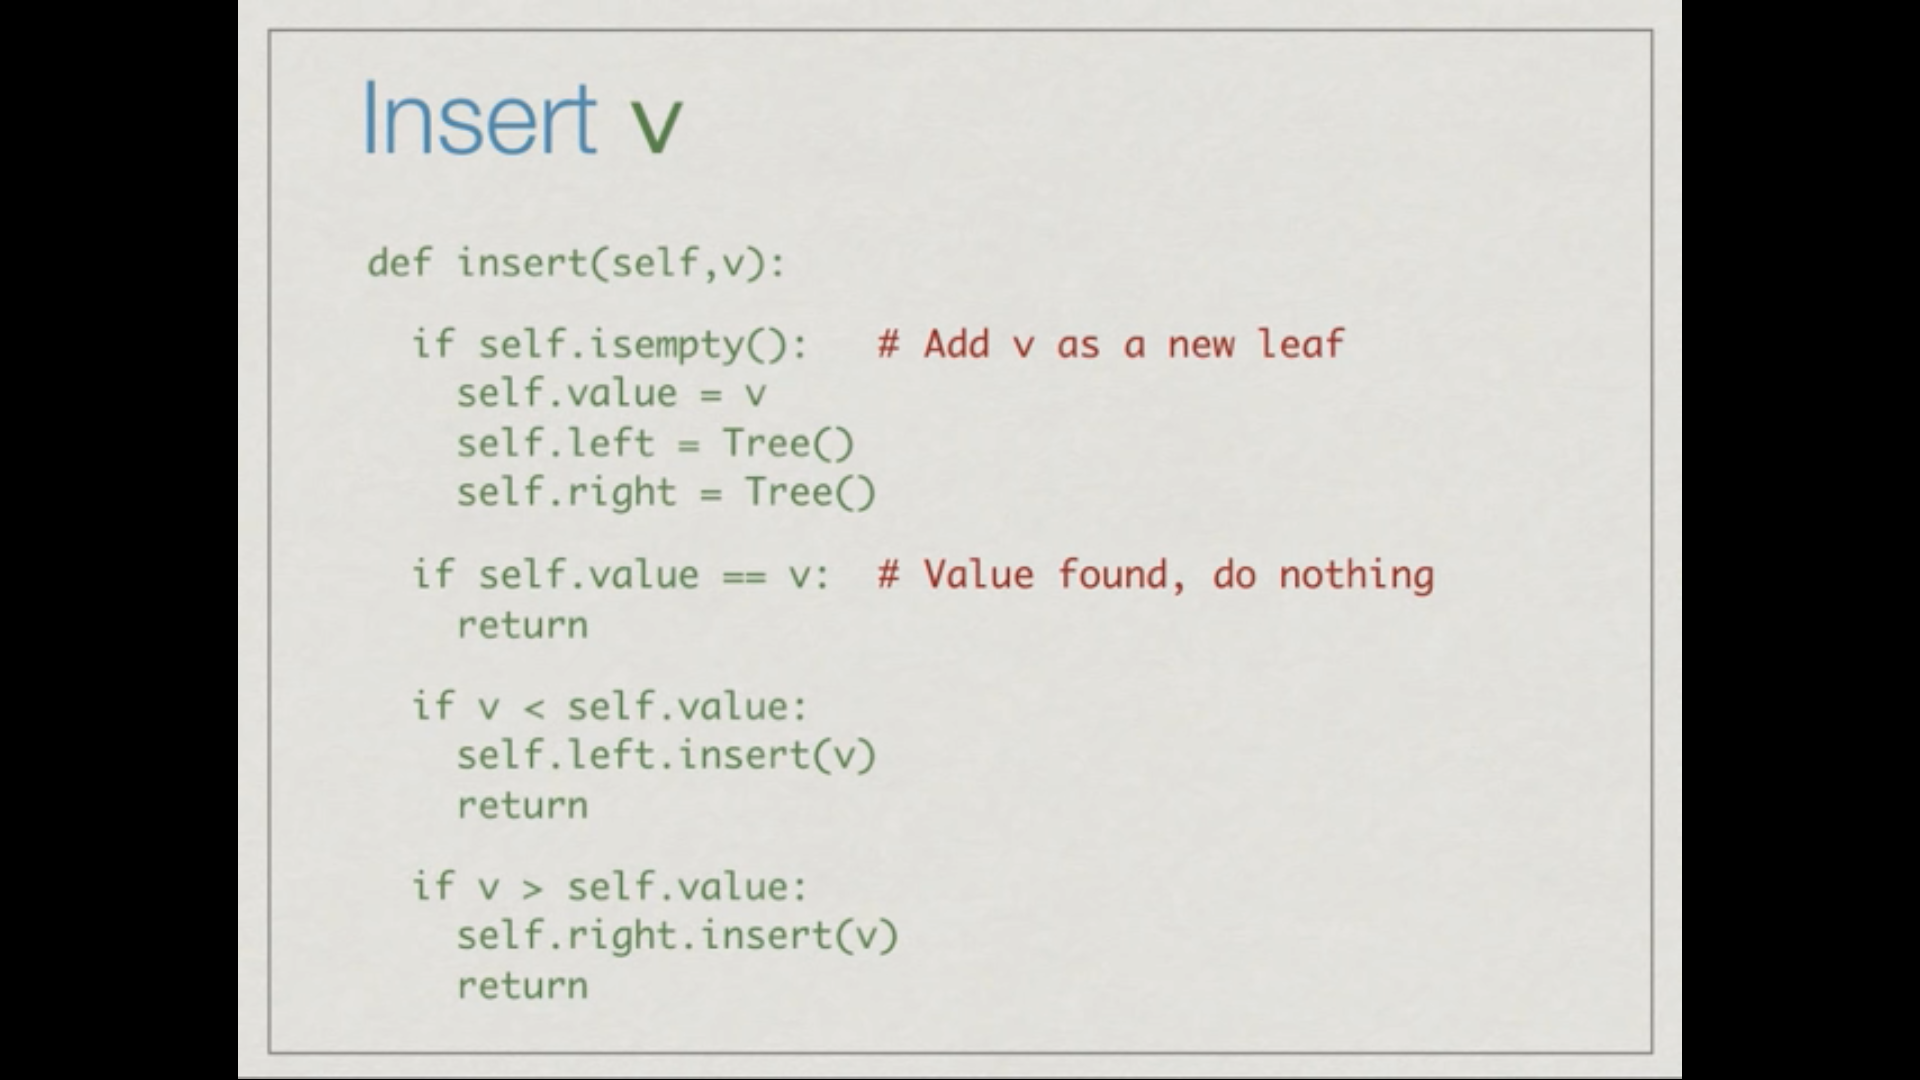 Insert v
def insert(self,v):
if self.isempty():   # Add v as a new leaf
self.value = v
self.left = Tree()
self.right = Tree()
if self.value == v:  # Value found, do nothing
return
if v < self.value:
self.left.insert(v)
return
if v > self.value:
self.right.insert(v)
return